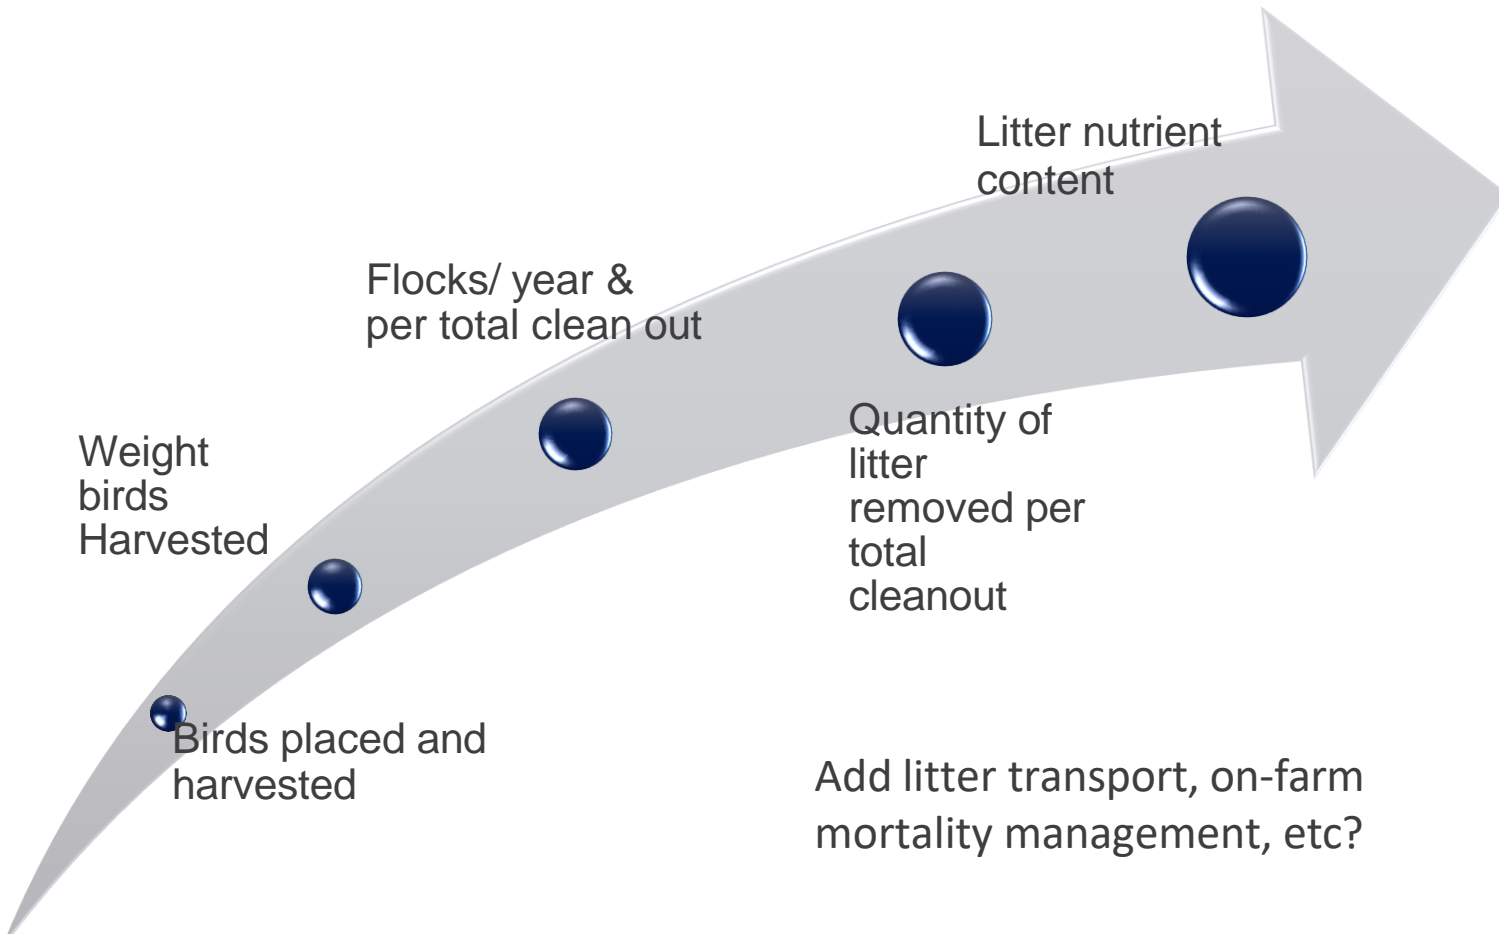 Litter nutrient
content
Flocks/ year &
per total clean out
Quantity of
litter
removed per
total
cleanout
Weight
birds
Harvested
Birds placed and
harvested
Add litter transport, on-farm
mortality management, etc?